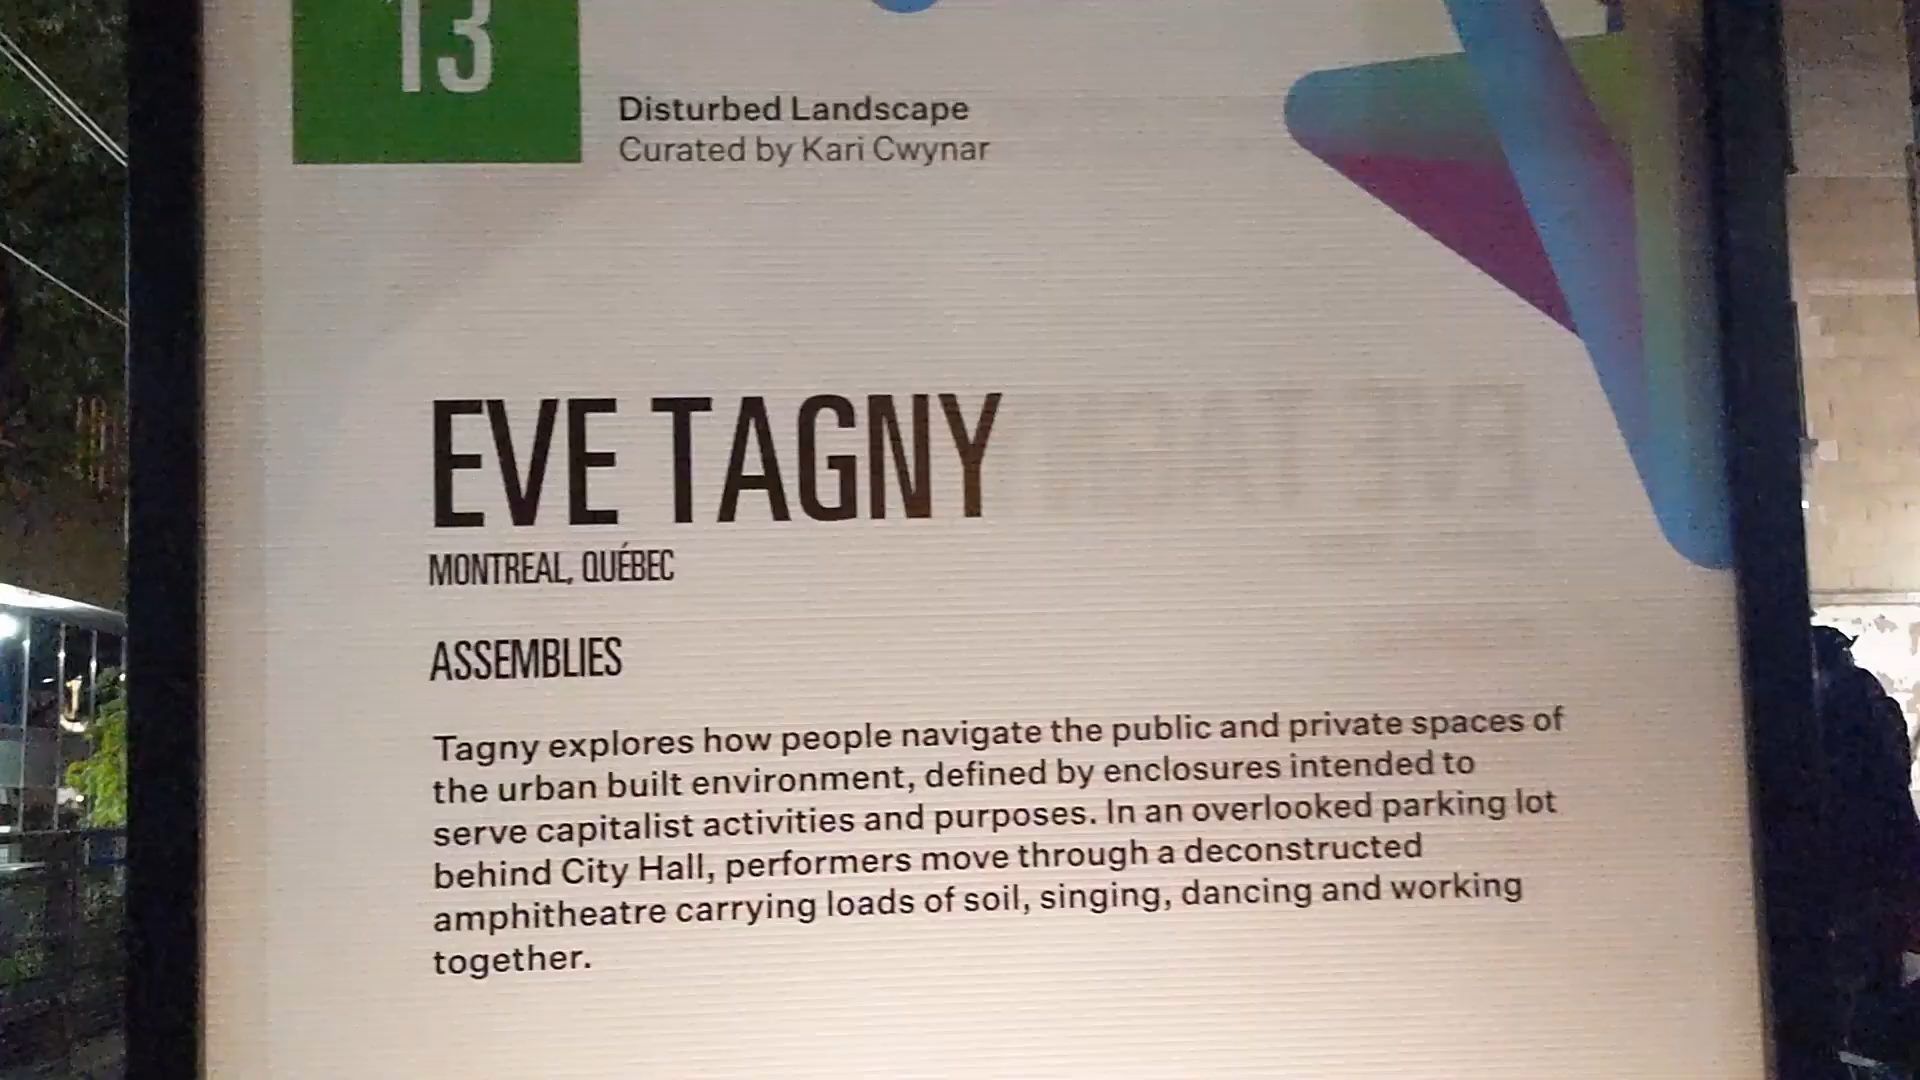 13
Disturbed Landscape
Curated by Kari Cwynar
EVE TAGNY
MONTREAL, QUÉBEC
ASSEMBLIES
Tagny explores how people navigate the public and private spaces of
the urban built environment, defined by enclosures intended to
serve capitalist activities and purposes. In an overlooked parking lot
behind City Hall, performers move through a deconstructed
amphitheatre carrying loads of soil, singing, dancing and working
together.